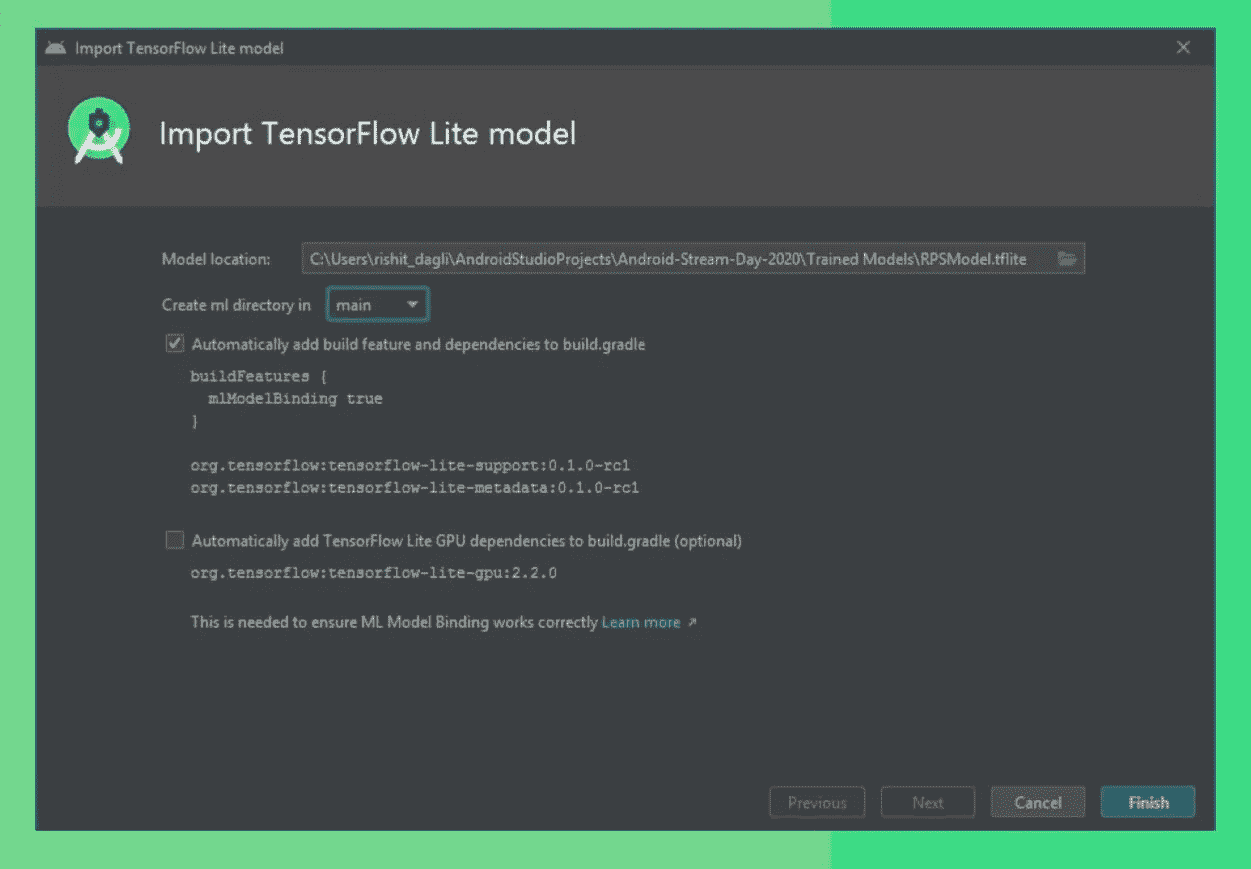 Import TensorFlow Lite model
Import TensorFlow Lite model
Model location: C:\Users\rishit_dagli\AndroidStudioProjects\Android-Stream-Day-2020\Trained Models\RPSModel.tflite
Create ml directory in main
Automatically add build feature and dependencies to build.gradle
buildFeatures {
mlModelBinding true
}
org.tensorflow:tensorflow-lite-support:0.1.0-rc1
org.tensorflow:tensorflow-lite-metadata:0.1.0-rc1
Automatically add TensorFlow Lite GPU dependencies to build.gradle (optional)
org.tensorflow:tensorflow-lite-gpu:2.2.0
This is needed to ensure ML Model Binding works correctly Learn more ↗
Previous Next Cancel Finish